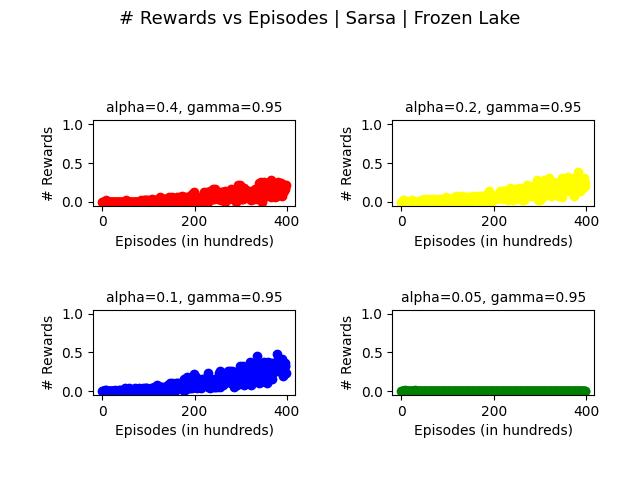 # Rewards vs Episodes | Sarsa | Frozen Lake
alpha=0.4, gamma=0.95
1.0
0.5
0.0
# Rewards
0
200
400
Episodes (in hundreds)
alpha=0.2, gamma=0.95
1.0
0.5
0.0
# Rewards
0
200
400
Episodes (in hundreds)
alpha=0.1, gamma=0.95
1.0
0.5
0.0
# Rewards
0
200
400
Episodes (in hundreds)
alpha=0.05, gamma=0.95
1.0
0.5
0.0
# Rewards
0
200
400
Episodes (in hundreds)